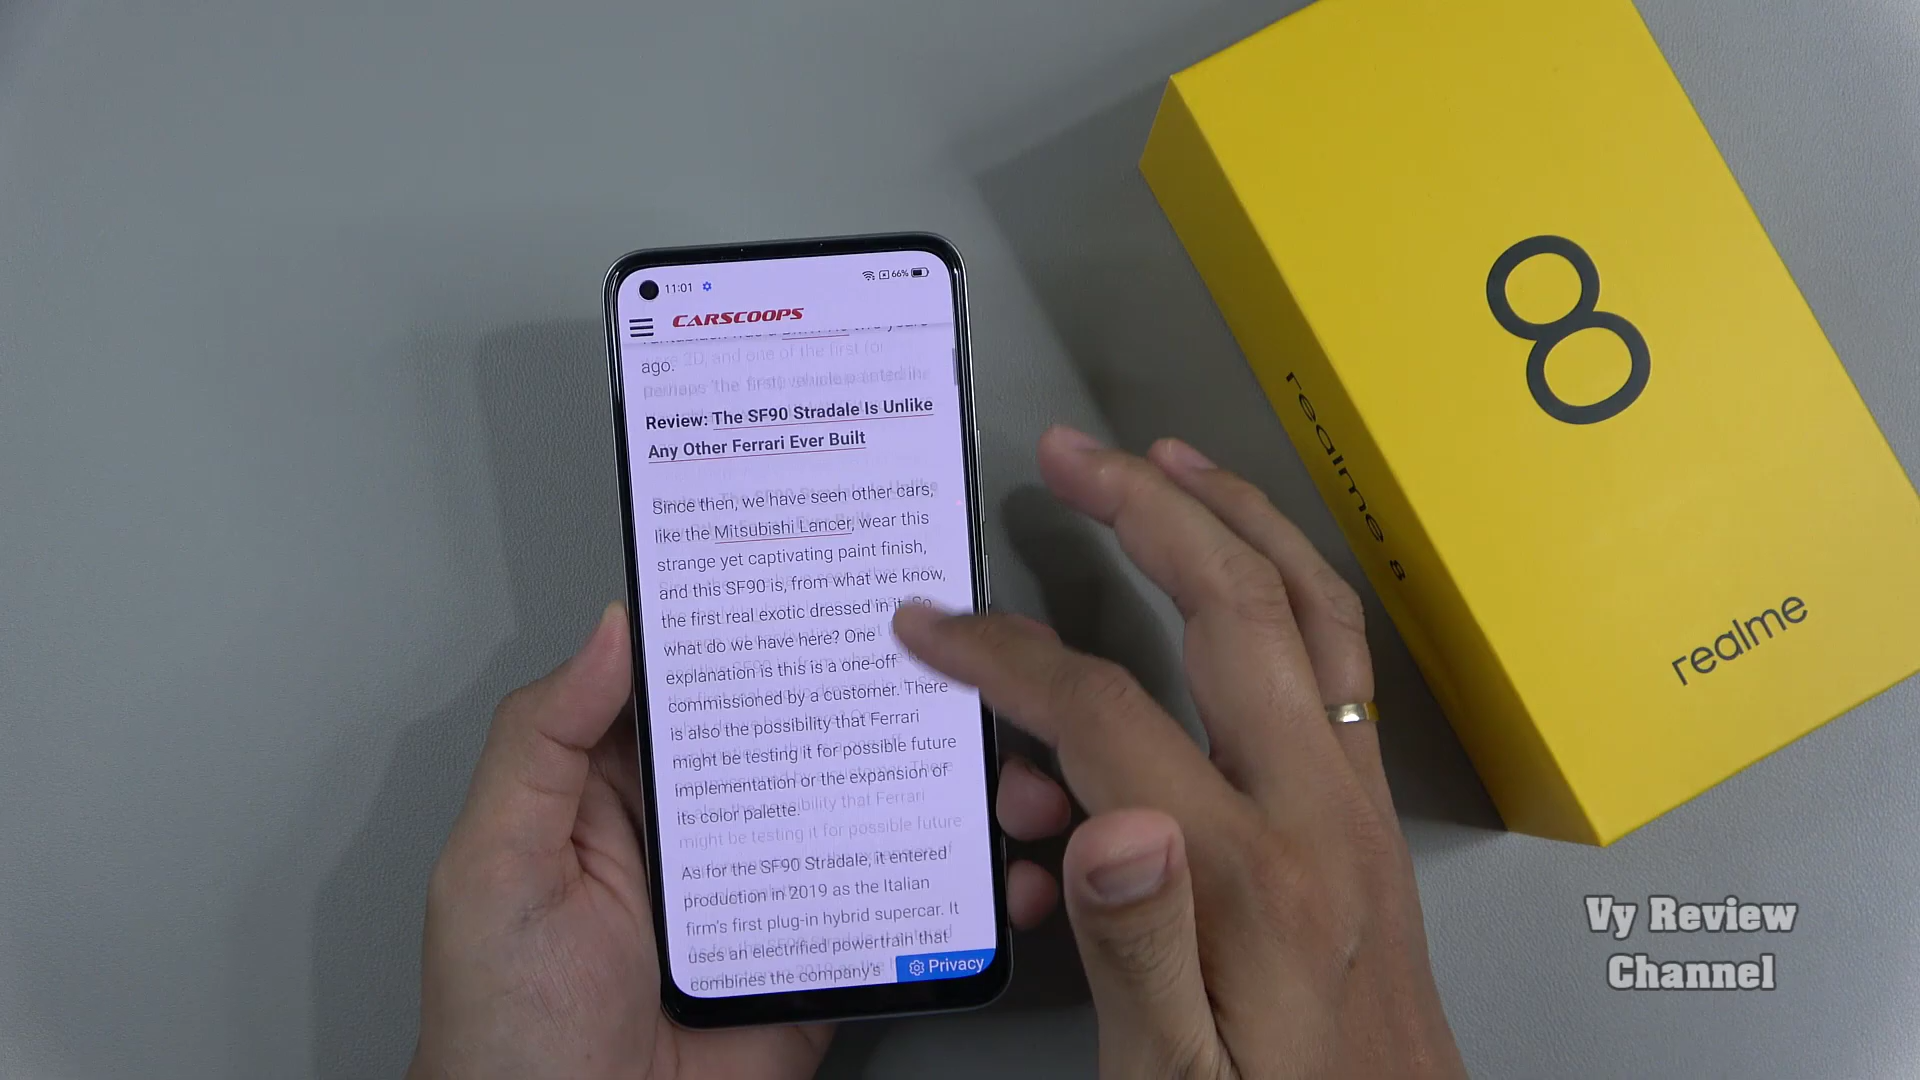 11:01
66%
CARSCOOPS
ago.
Review: The SF90 Stradale Is Unlike
Any Other Ferrari Ever Built
Since then, we have seen other cars,
like the Mitsubishi Lancer, wear this
strange yet captivating paint finish,
and this SF90 is, from what we know,
the first real exotic dressed in it. So
what do we have here? One
explanation is this is a one-off
commissioned by a customer. There
is also the possibility that Ferrari
might be testing it for possible future
implementation or the expansion of
its color palette.
As for the SF90 Stradale, it entered
production in 2019 as the Italian
firm's first plug-in hybrid supercar. It
uses an electrified powertrain that
combines the company's
Privacy
8
realme 8
realme
Vy Review
Channel